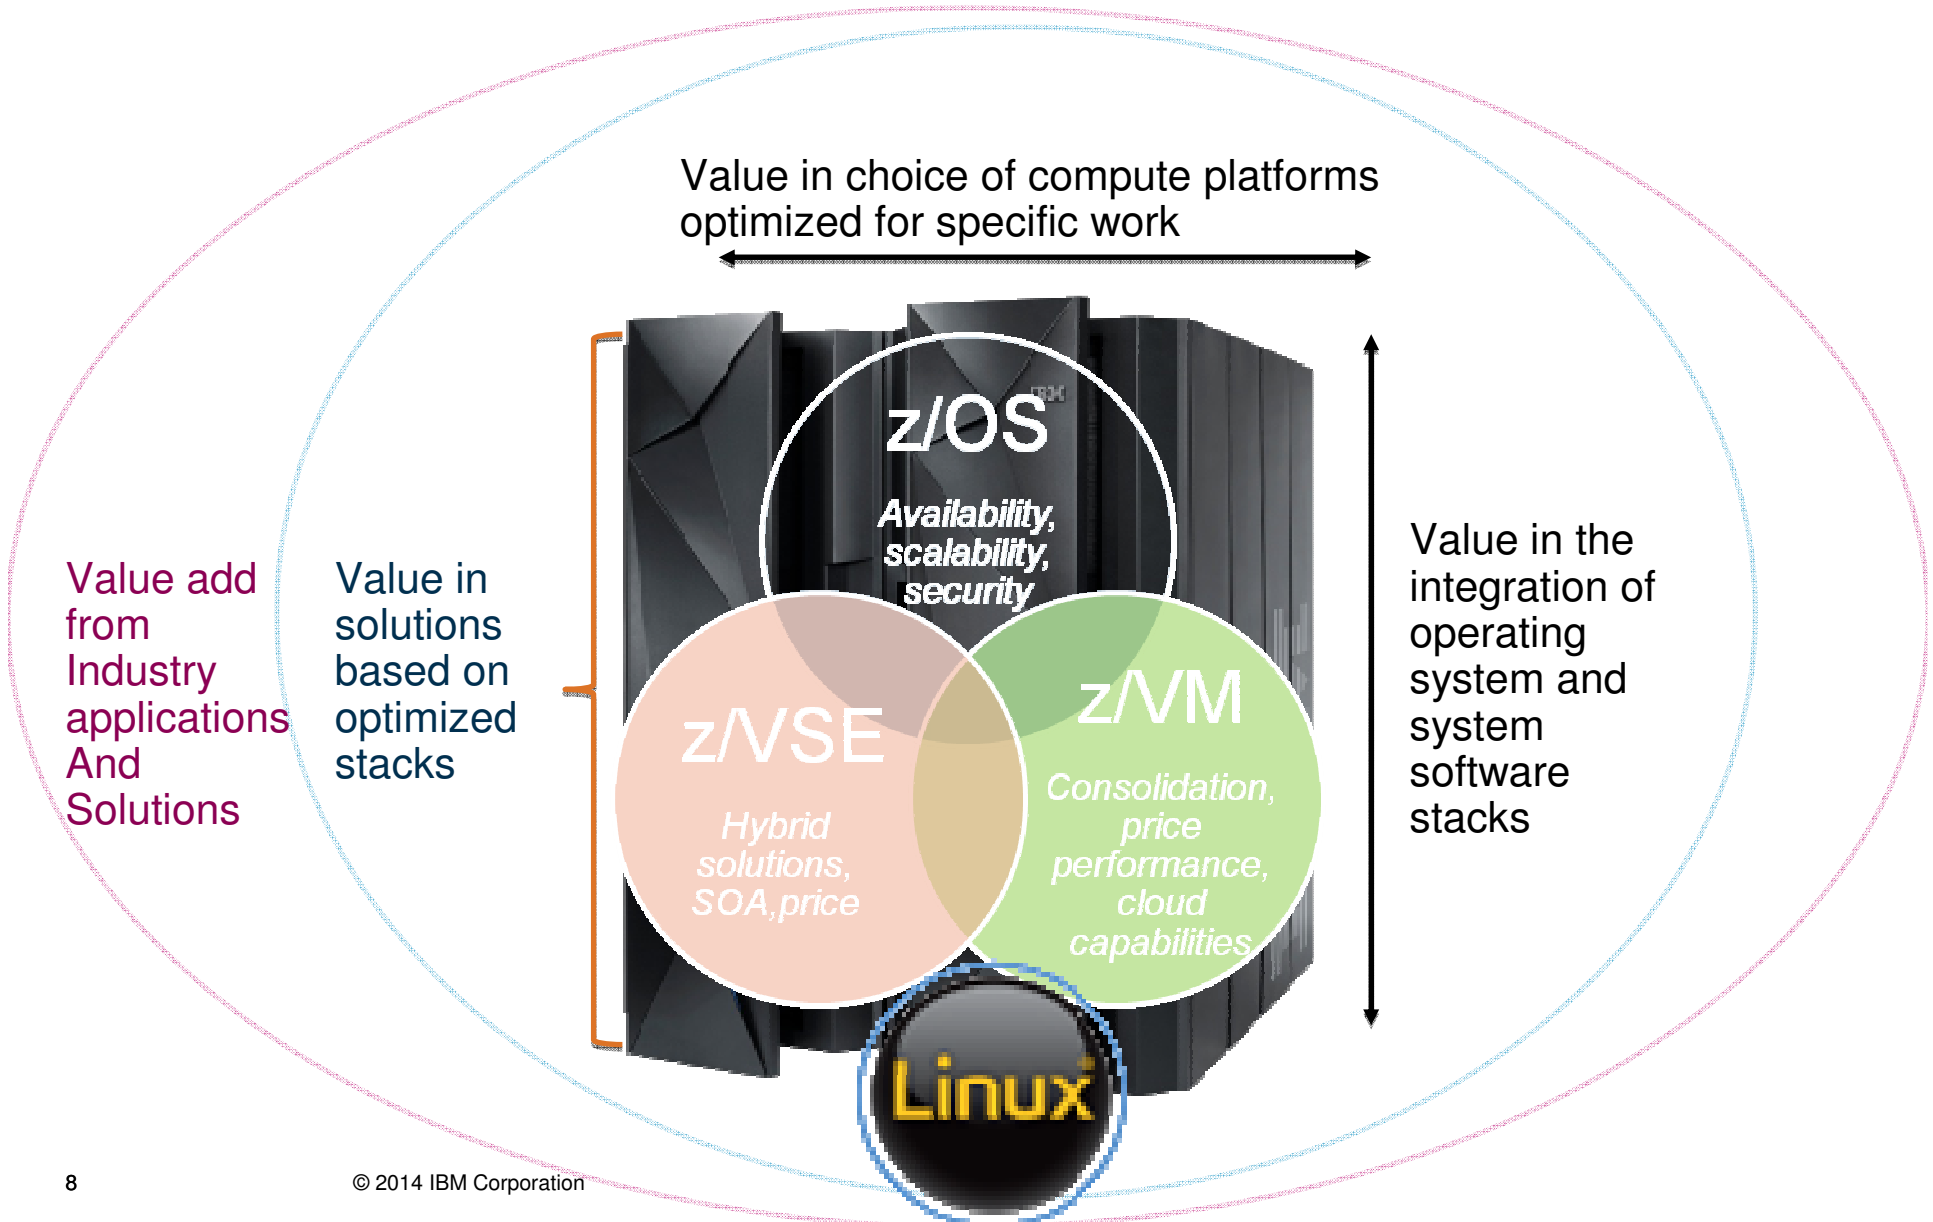 Value in choice of compute platforms
optimized for specific work
IBM
z/OS
Availability,
scalability,
security
Value add
from
Industry
applications
And
Solutions
Value in
solutions
based on
optimized
stacks
z/VSE
Hybrid
solutions,
SOA,price
z/VM
Consolidation,
price
performance,
cloud
capabilities
Value in the
integration of
operating
system and
system
software
stacks
Linux
8
© 2014 IBM Corporation